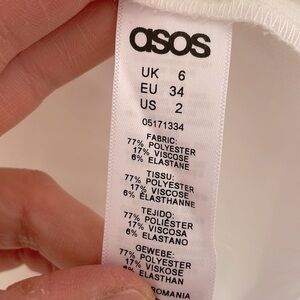 asos
UK 6
EU 34
US 2
05171334
FABRIC:
77% POLYESTER
17% VISCOSE
6% ELASTANE
TISSU:
77% POLYESTER
17% VISCOSE
6% ÉLASTHANNE
TEJIDO:
77% POLIÉSTER
17% VISCOSA
6% ELASTANO
GEWEBE:
77% POLYESTER
17% VISKOSE
6% ELASTHAN
ROMANIA